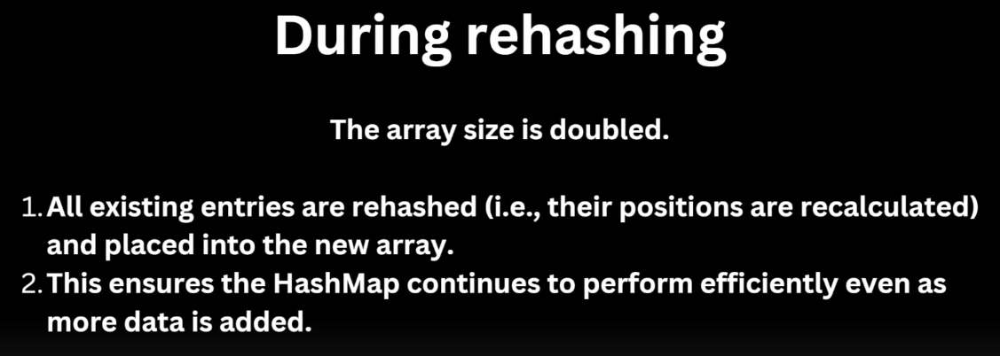 During rehashing
The array size is doubled.
1. All existing entries are rehashed (i.e., their positions are recalculated)
and placed into the new array.
2. This ensures the HashMap continues to perform efficiently even as
more data is added.